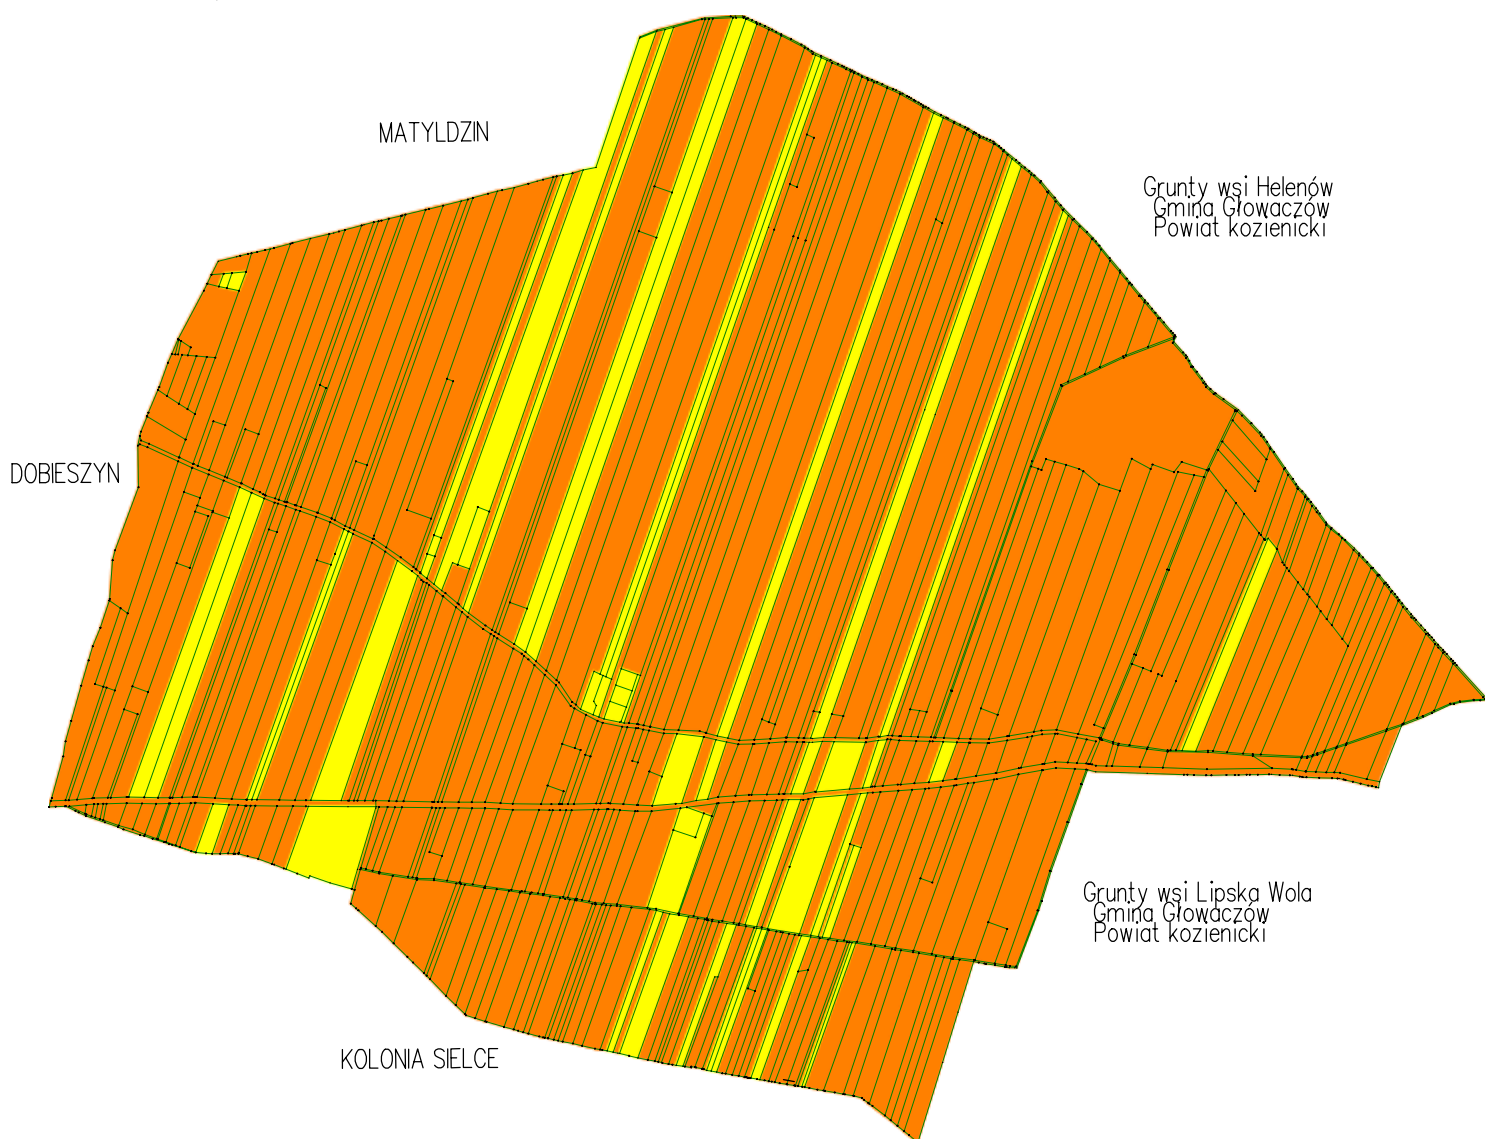 MATYLDZIN
Grunty wsi Helenów
Gmina Głowaczów
Powiat kozienicki
DOBIESZYN
Grunty wsi Lipska Wola
Gmina Głowaczów
Powiat kozienicki
KOLONIA SIELCE